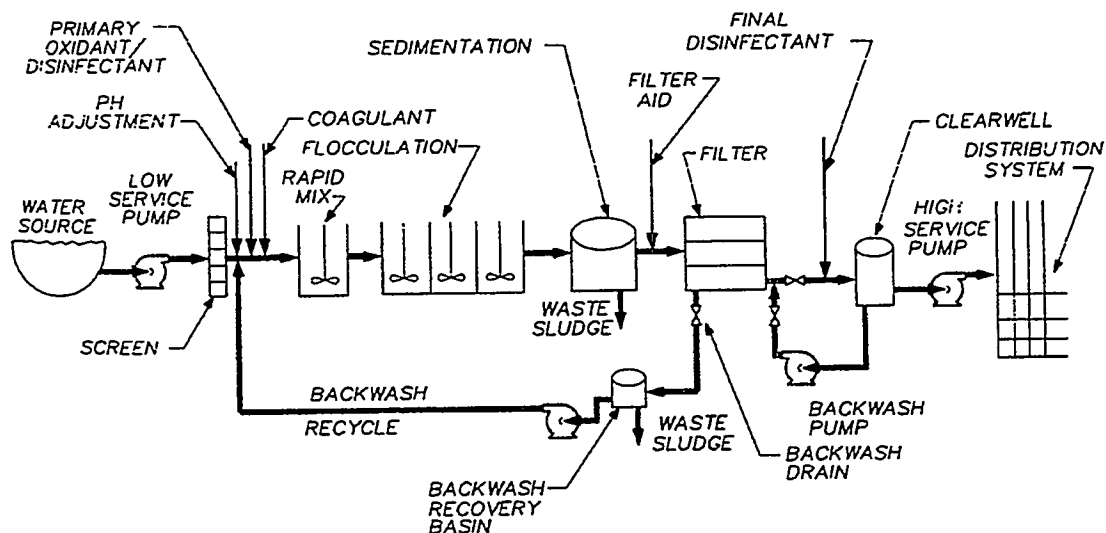 PRIMARY
OXIDANT/
DISINFECTANT
PH
ADJUSTMENT
COAGULANT
FLOCCULATION
RAPID
MIX
LOW
SERVICE
PUMP
WATER
SOURCE
SCREEN
SEDIMENTATION
WASTE
SLUDGE
FILTER
AID
FILTER
FINAL
DISINFECTANT
CLEARWELL
DISTRIBUTION
SYSTEM
HIGH
SERVICE
PUMP
BACKWASH
PUMP
BACKWASH
DRAIN
WASTE
SLUDGE
BACKWASH
RECOVERY
BASIN
BACKWASH
RECYCLE